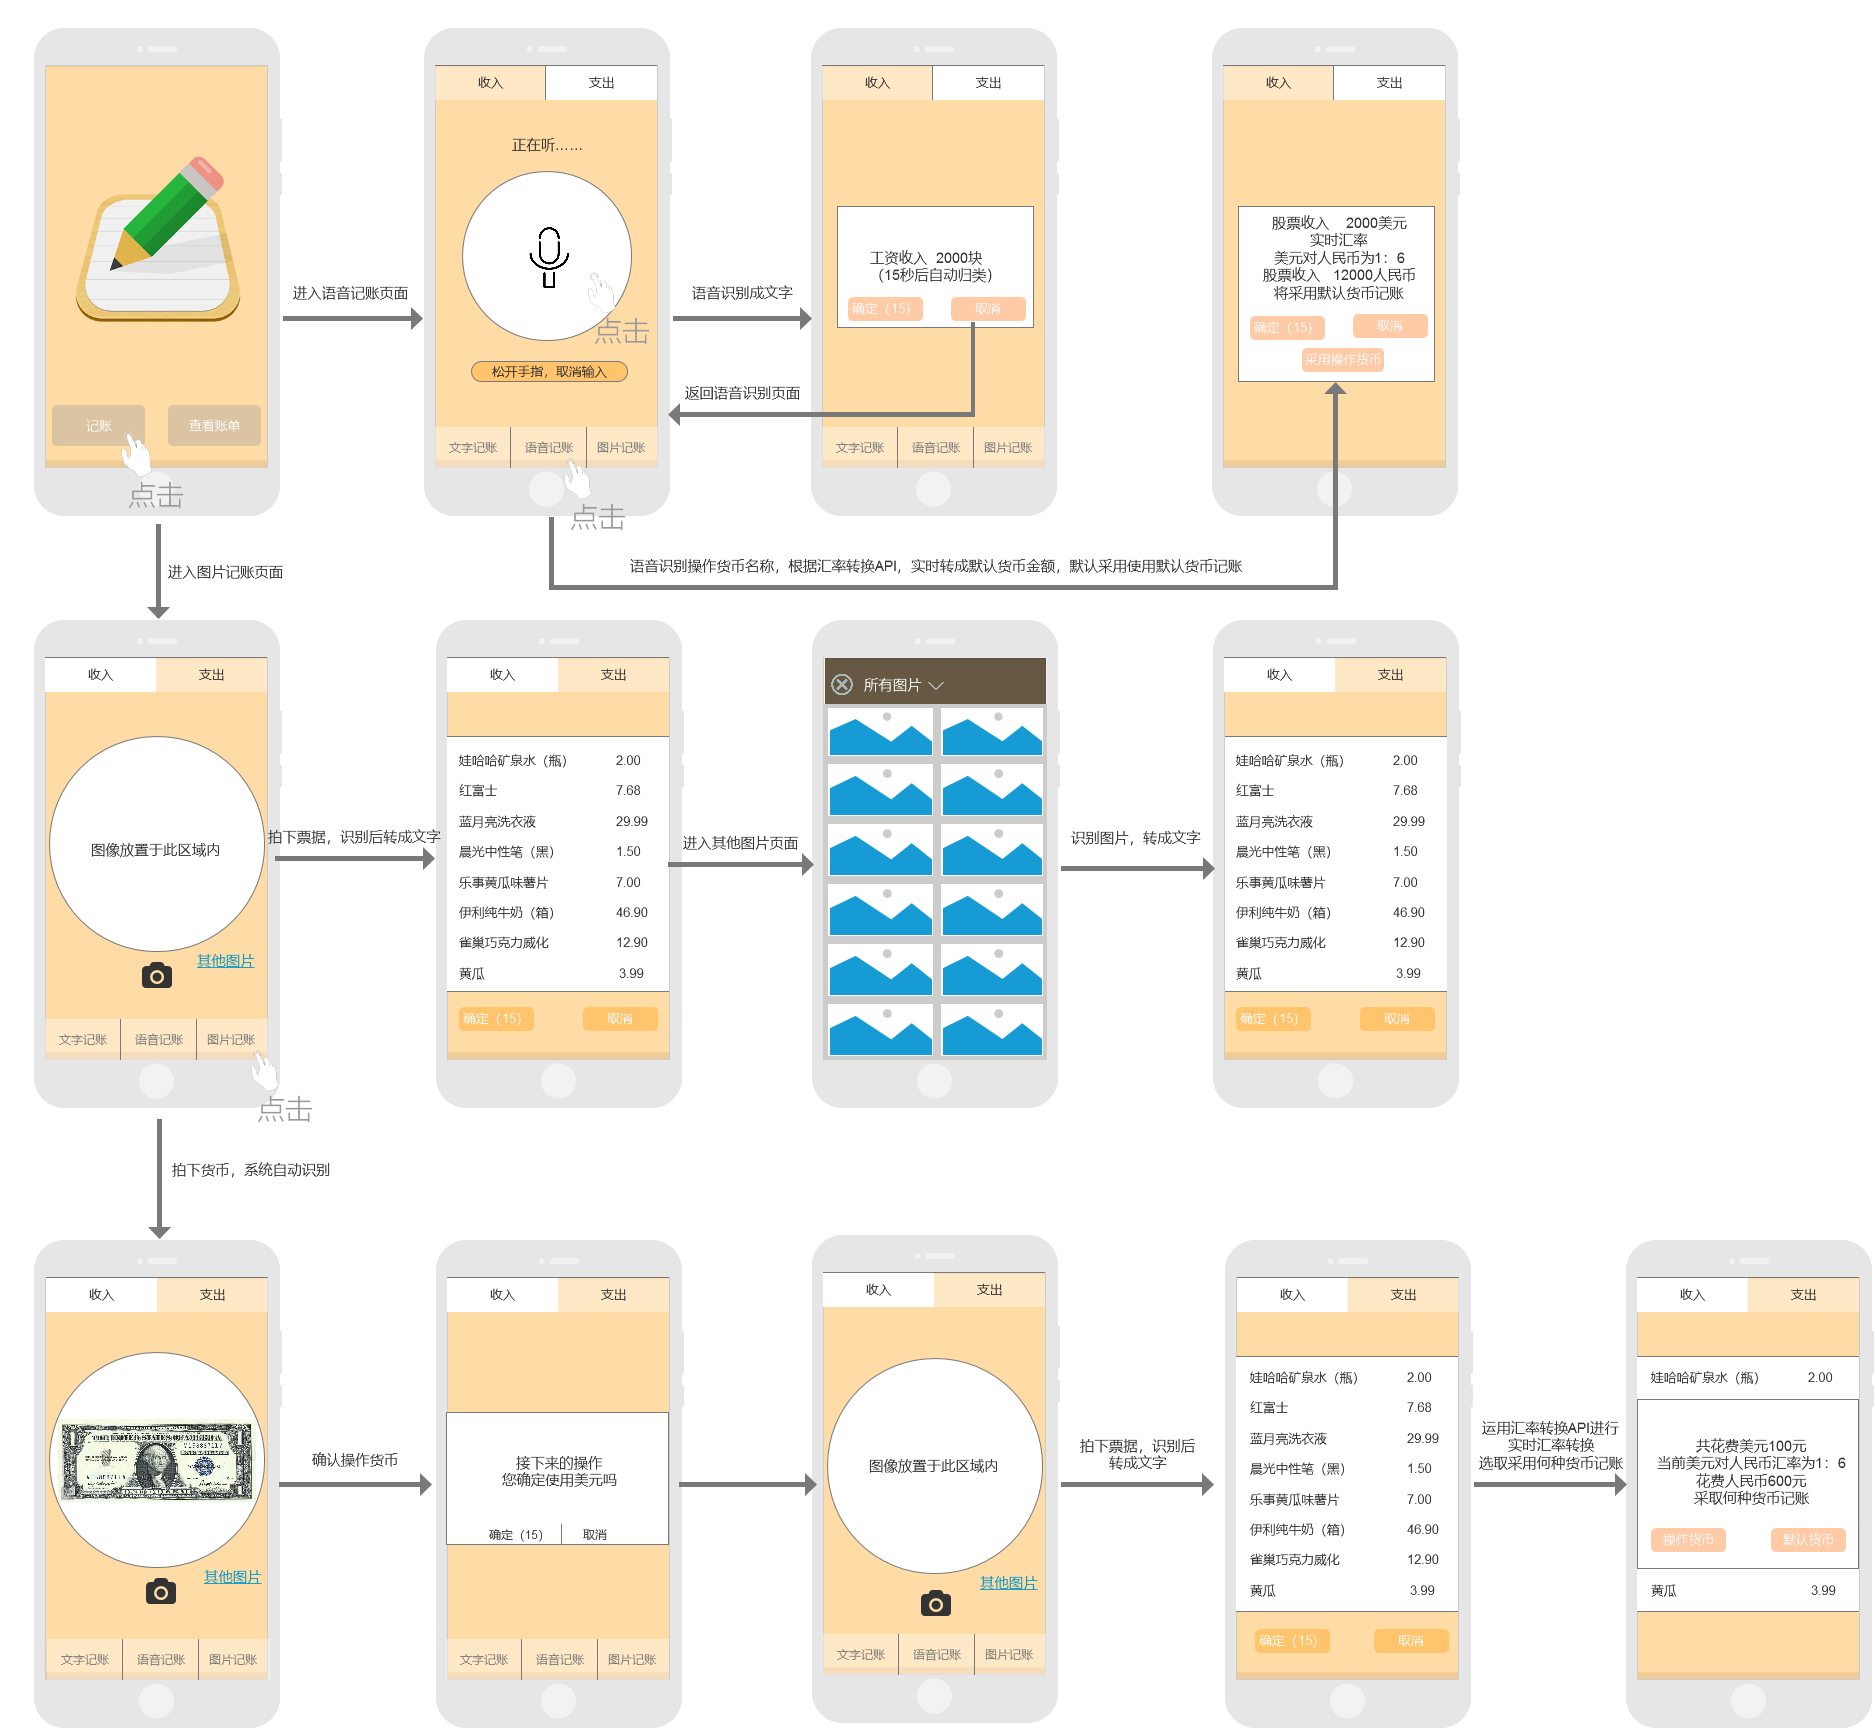 记账
查看账单
点击
进入语音记账页面
收入
支出
正在听……
点击
松开手指，取消输入
文字记账
语音记账
图片记账
点击
语音识别成文字
返回语音识别页面
收入
支出
工资收入 2000块
（15秒后自动归类）
确定（15）
取消
文字记账
语音记账
图片记账
收入
支出
股票收入 2000美元
实时汇率
美元对人民币为1：6
股票收入 12000人民币
将采用默认货币记账
确定（15）
取消
采用操作货币
语音识别操作货币名称，根据汇率转换API，实时转成默认货币金额，默认采用使用默认货币记账
进入图片记账页面
收入
支出
图像放置于此区域内
其他图片
文字记账
语音记账
图片记账
点击
拍下票据，识别后转成文字
收入
支出
娃哈哈矿泉水（瓶） 2.00
红富士 7.68
蓝月亮洗衣液 29.99
晨光中性笔（黑） 1.50
乐事黄瓜味薯片 7.00
伊利纯牛奶（箱） 46.90
雀巢巧克力威化 12.90
黄瓜 3.99
确定（15）
取消
进入其他图片页面
所有图片
识别图片，转成文字
收入
支出
娃哈哈矿泉水（瓶） 2.00
红富士 7.68
蓝月亮洗衣液 29.99
晨光中性笔（黑） 1.50
乐事黄瓜味薯片 7.00
伊利纯牛奶（箱） 46.90
雀巢巧克力威化 12.90
黄瓜 3.99
确定（15）
取消
拍下货币，系统自动识别
收入
支出
其他图片
文字记账
语音记账
图片记账
确认操作货币
收入
支出
接下来的操作
您确定使用美元吗
确定（15）
取消
文字记账
语音记账
图片记账
收入
支出
图像放置于此区域内
其他图片
文字记账
语音记账
图片记账
拍下票据，识别后
转成文字
收入
支出
娃哈哈矿泉水（瓶） 2.00
红富士 7.68
蓝月亮洗衣液 29.99
晨光中性笔（黑） 1.50
乐事黄瓜味薯片 7.00
伊利纯牛奶（箱） 46.90
雀巢巧克力威化 12.90
黄瓜 3.99
确定（15）
取消
运用汇率转换API进行
实时汇率转换
选取采用何种货币记账
收入
支出
娃哈哈矿泉水（瓶） 2.00
共花费美元100元
当前美元对人民币汇率为1：6
花费人民币600元
采取何种货币记账
操作货币
默认货币
黄瓜 3.99